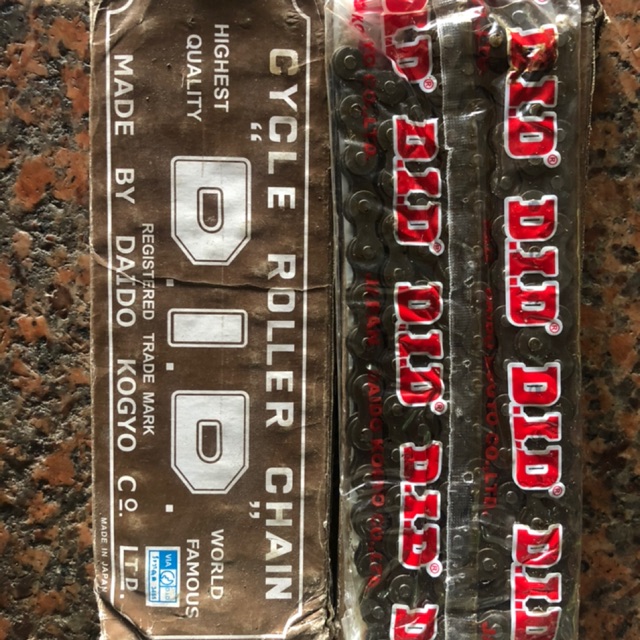 "CYCLE ROLLER CHAIN"
HIGHEST QUALITY
D.I.D.
WORLD FAMOUS
REGISTERED TRADE MARK
MADE BY DAIDO KOGYO Co. LTD.
MADE IN JAPAN
VIA
D.I.D®
D.I.D®
D.I.D®
D.I.D®
D.I.D
D.I.D®
D.I.D®
D.I.D®
D.I.D